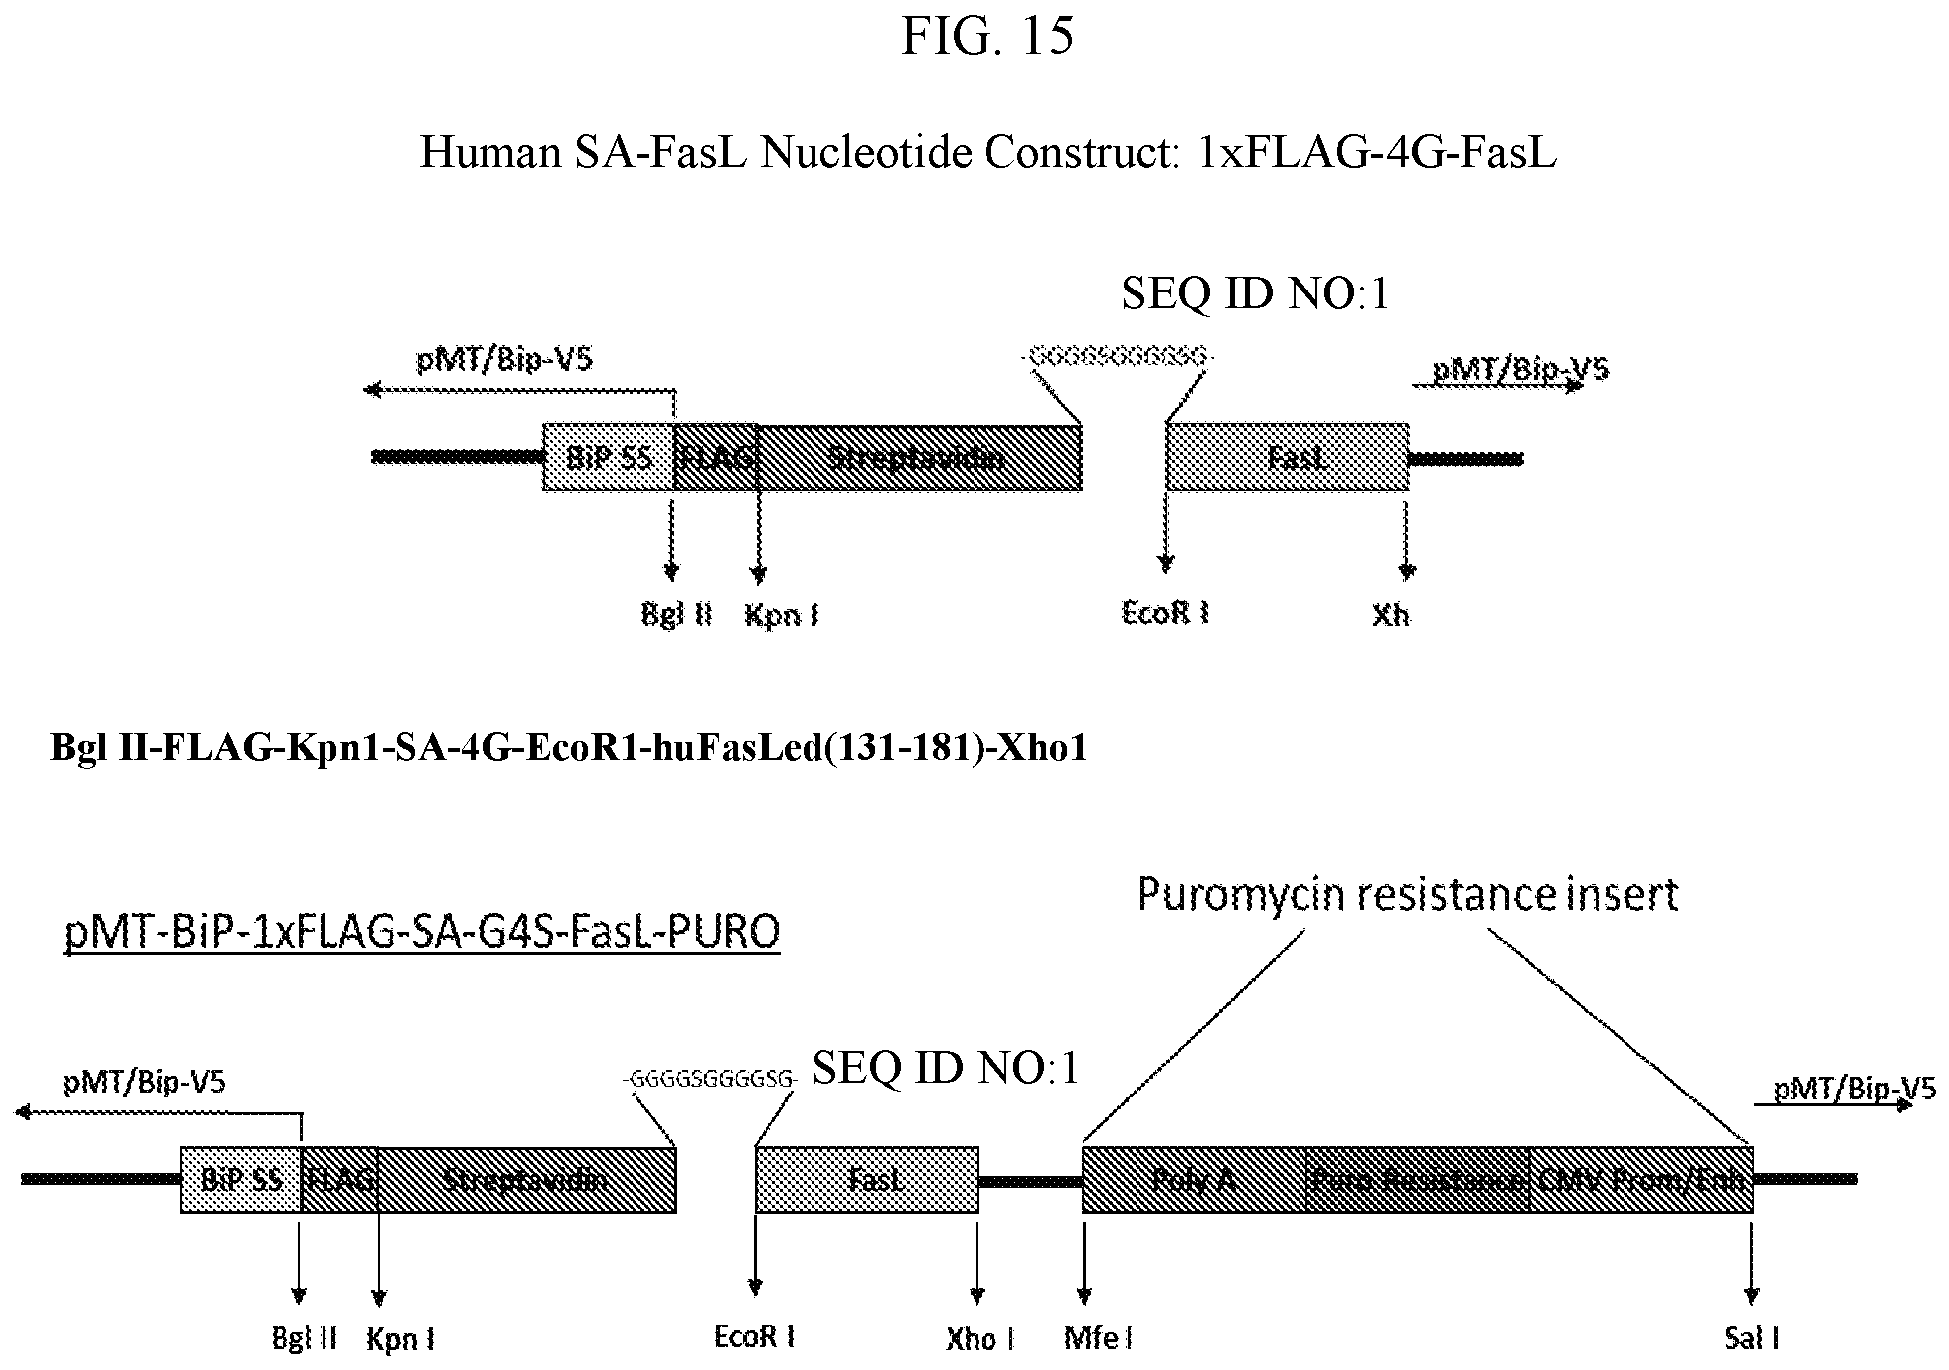 FIG. 15
Human SA-FasL Nucleotide Construct: 1xFLAG-4G-FasL
SEQ ID NO:1
pMT/Bip-V5
-GGGGSGGGGSG-
pMT/Bip-V5
BiP SS FLAG Streptavidin FasL
Bgl II Kpn I EcoR I Xh
Bgl II-FLAG-Kpn1-SA-4G-EcoR1-huFasLed(131-181)-Xho1
Puromycin resistance insert
pMT-BiP-1xFLAG-SA-G4S-FasL-PURO
pMT/Bip-V5
-GGGGSGGGGSG-
SEQ ID NO:1
pMT/Bip-V5
BiP SS FLAG Streptavidin FasL Poly A Puro Resistance CMV Prom/Enh
Bgl II Kpn I EcoR I Xho I Mfe I Sal I